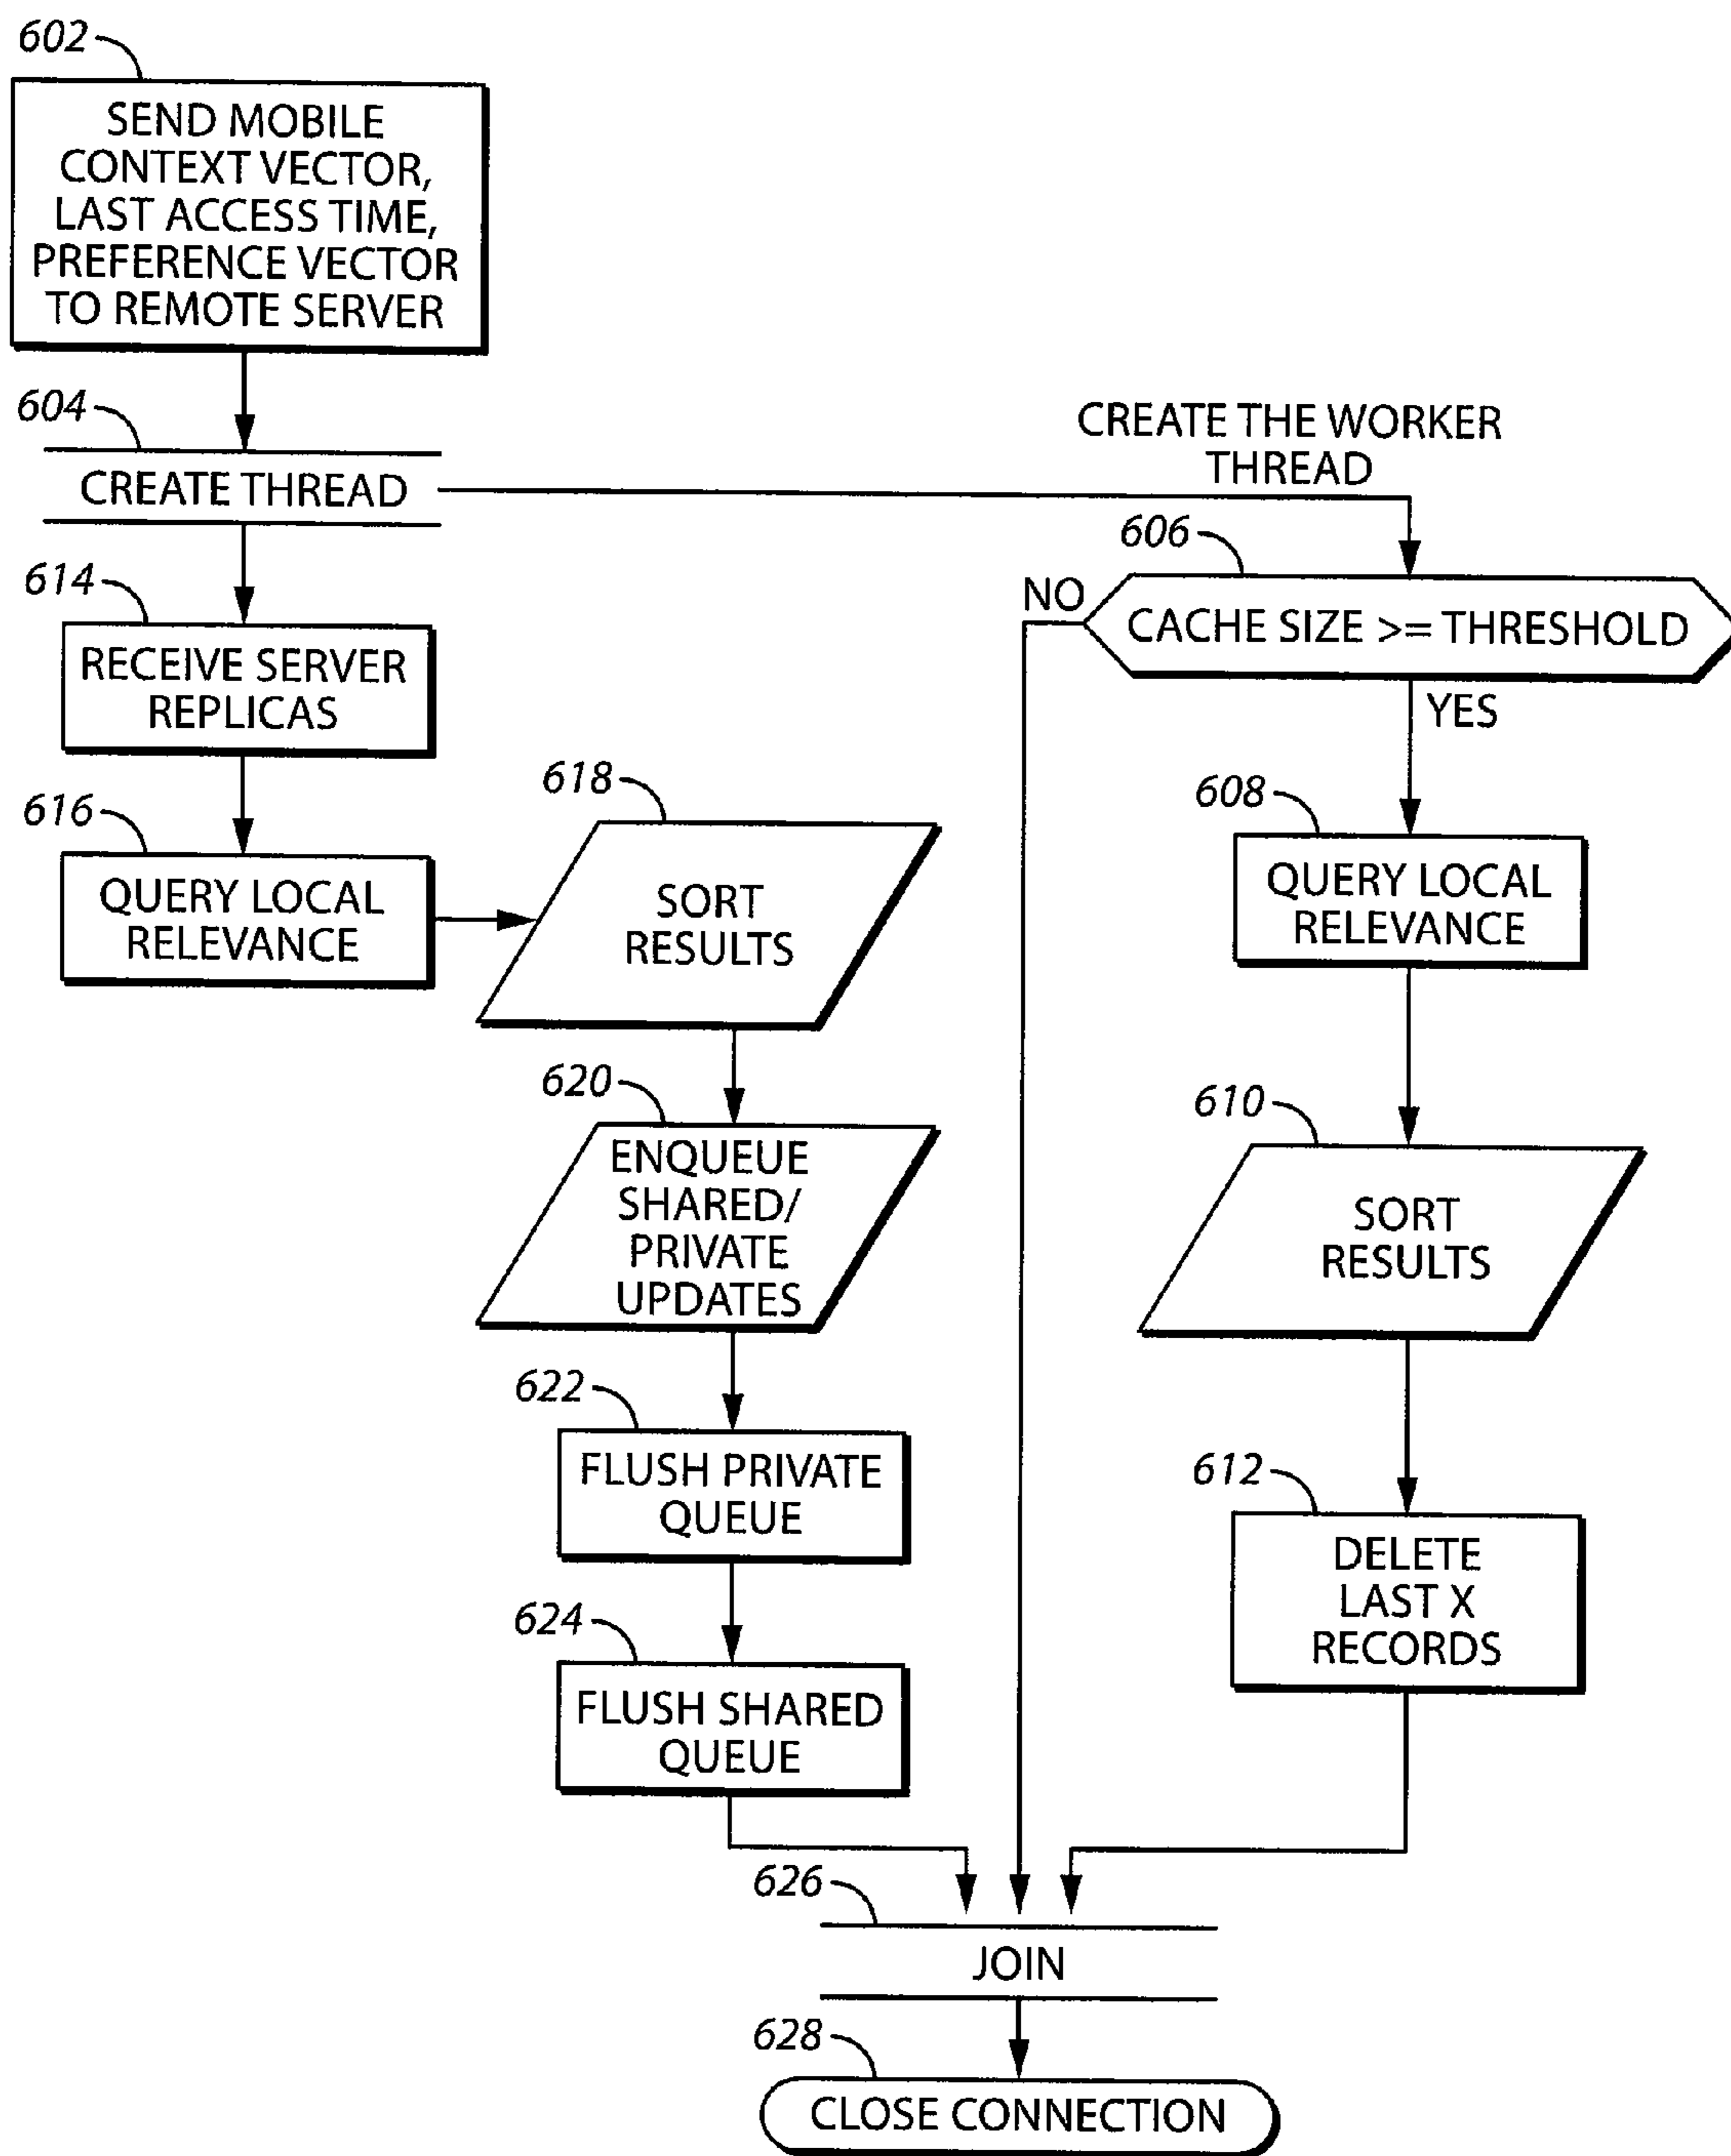 602
SEND MOBILE
CONTEXT VECTOR,
LAST ACCESS TIME,
PREFERENCE VECTOR
TO REMOTE SERVER
604
CREATE THREAD
CREATE THE WORKER
THREAD
606
NO
CACHE SIZE >= THRESHOLD
YES
614
RECEIVE SERVER
REPLICAS
616
QUERY LOCAL
RELEVANCE
618
SORT
RESULTS
608
QUERY LOCAL
RELEVANCE
620
ENQUEUE
SHARED/
PRIVATE
UPDATES
610
SORT
RESULTS
622
FLUSH PRIVATE
QUEUE
612
DELETE
LAST X
RECORDS
624
FLUSH SHARED
QUEUE
626
JOIN
628
CLOSE CONNECTION